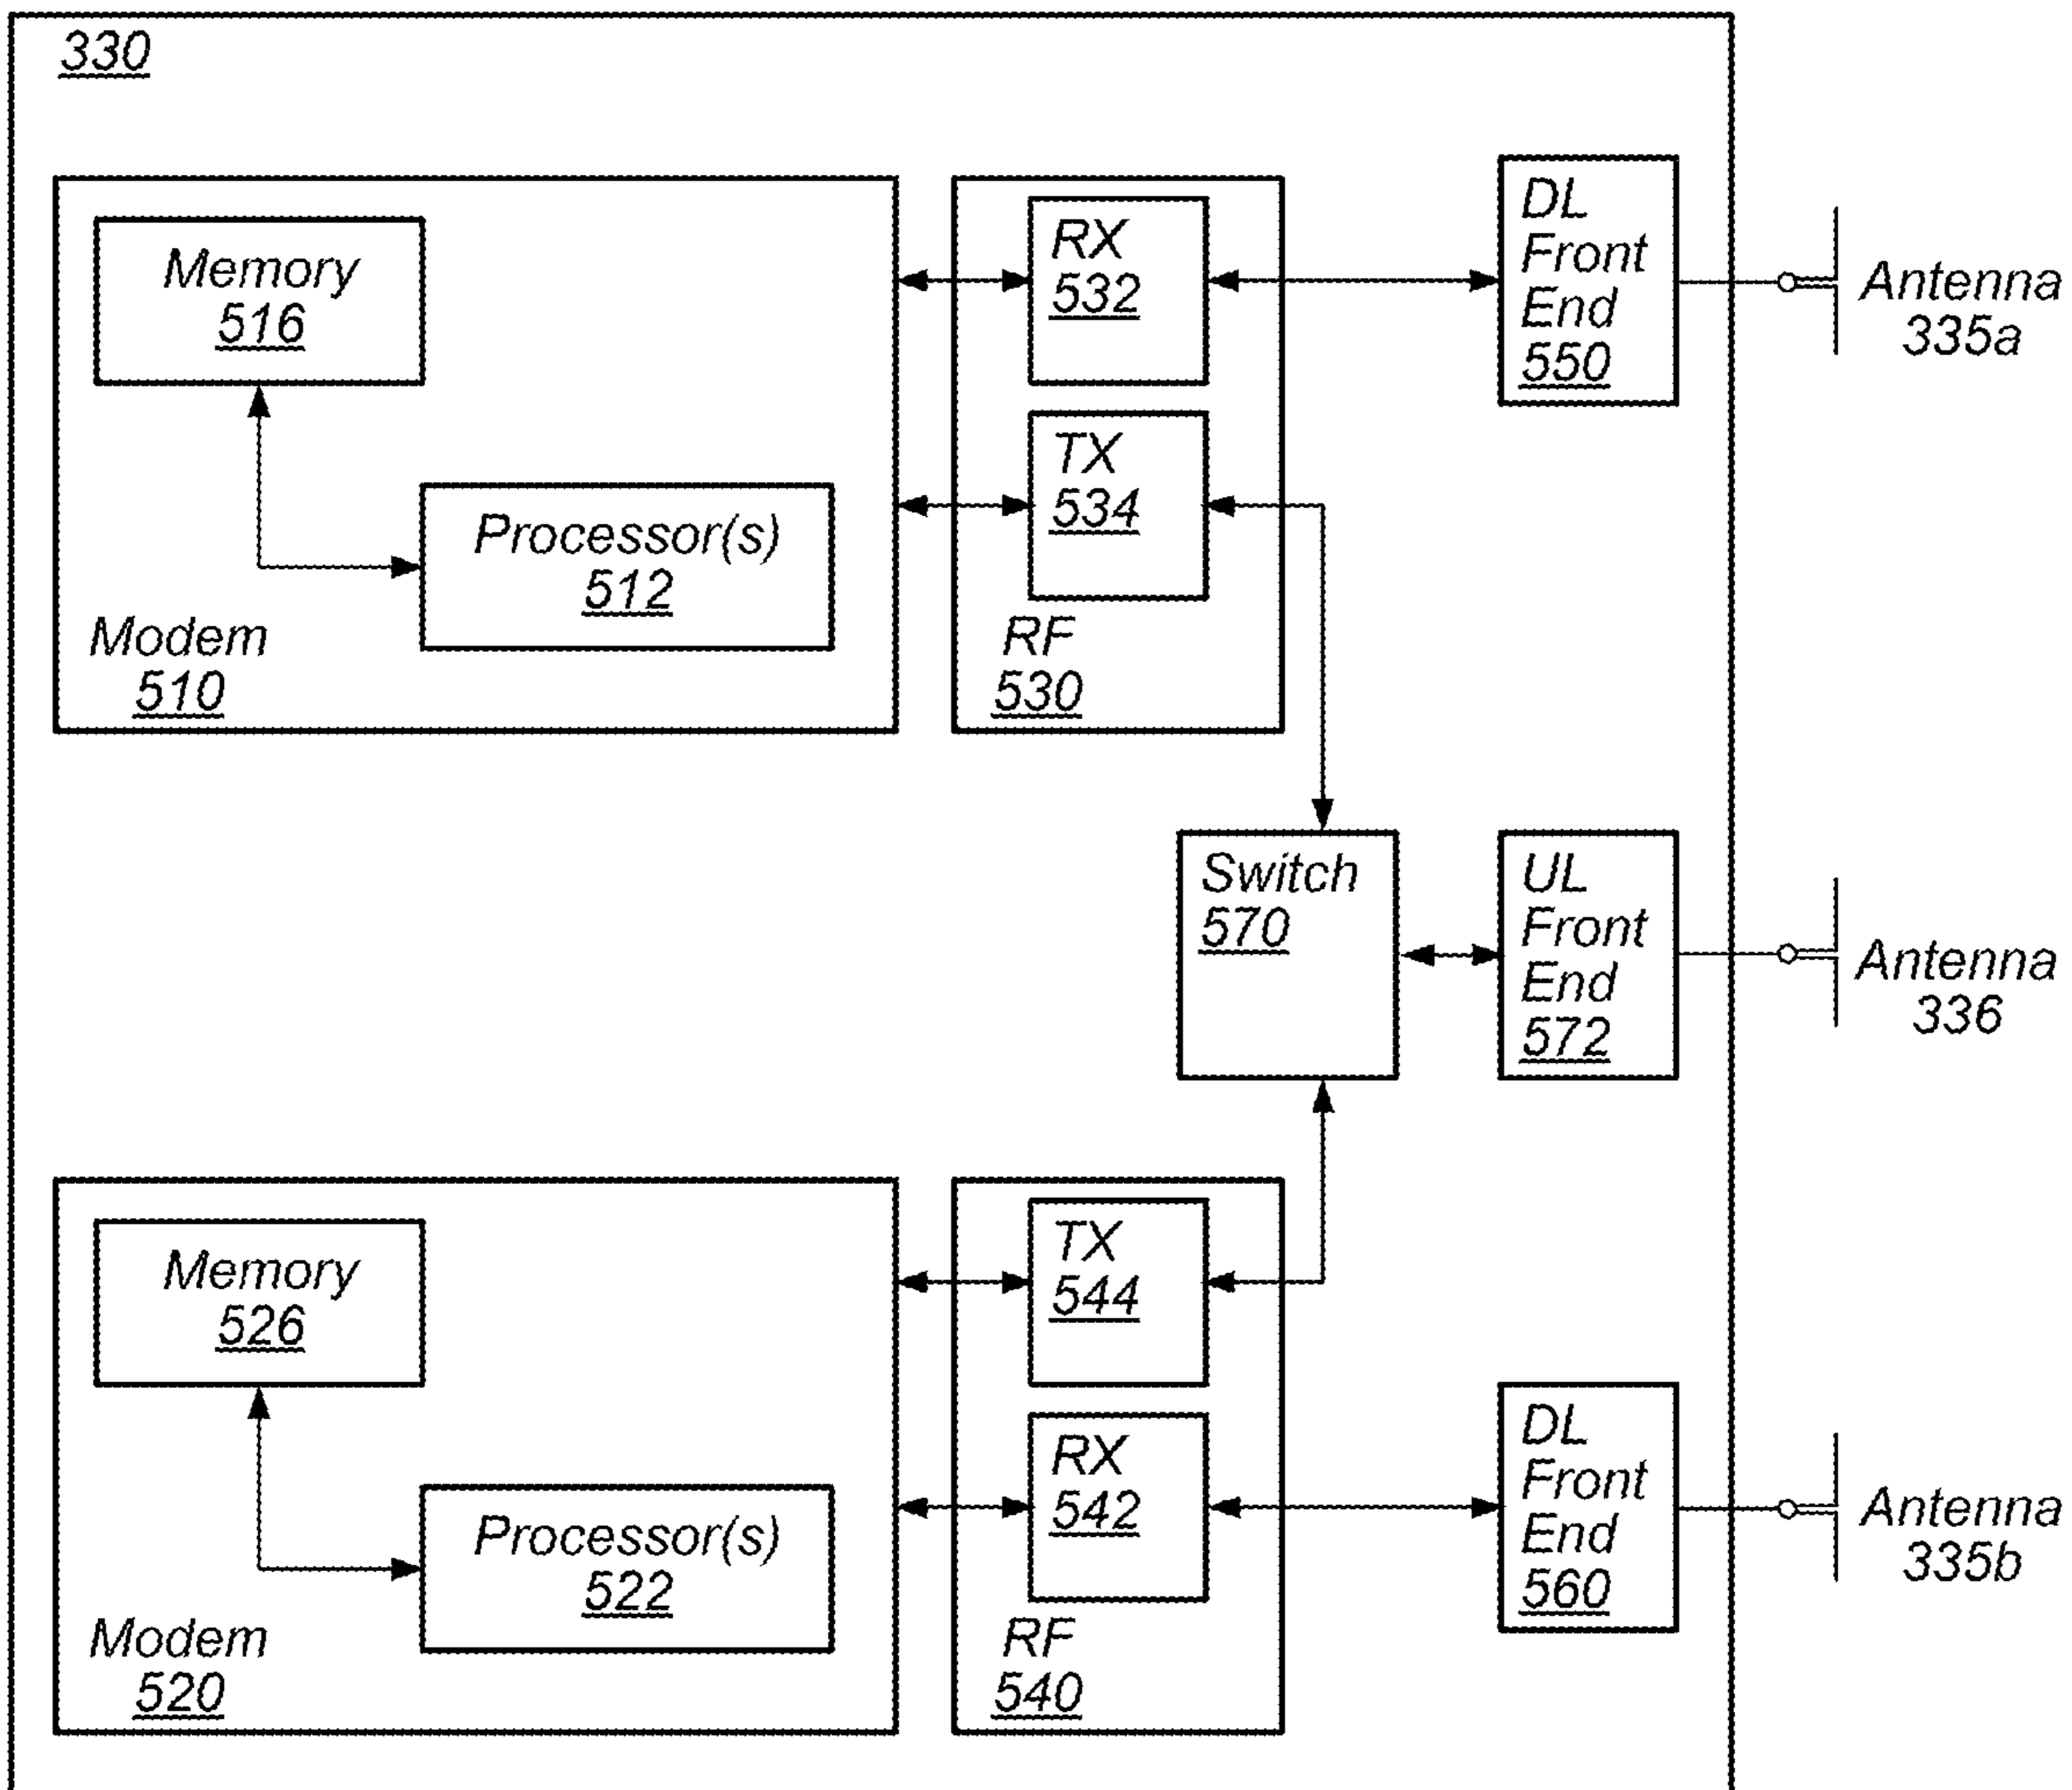 330
Memory
516
Processor(s)
512
Modem
510
RX
532
TX
534
RF
530
DL
Front
End
550
Antenna
335a
Switch
570
UL
Front
End
572
Antenna
336
Memory
526
Processor(s)
522
Modem
520
TX
544
RX
542
RF
540
DL
Front
End
560
Antenna
335b